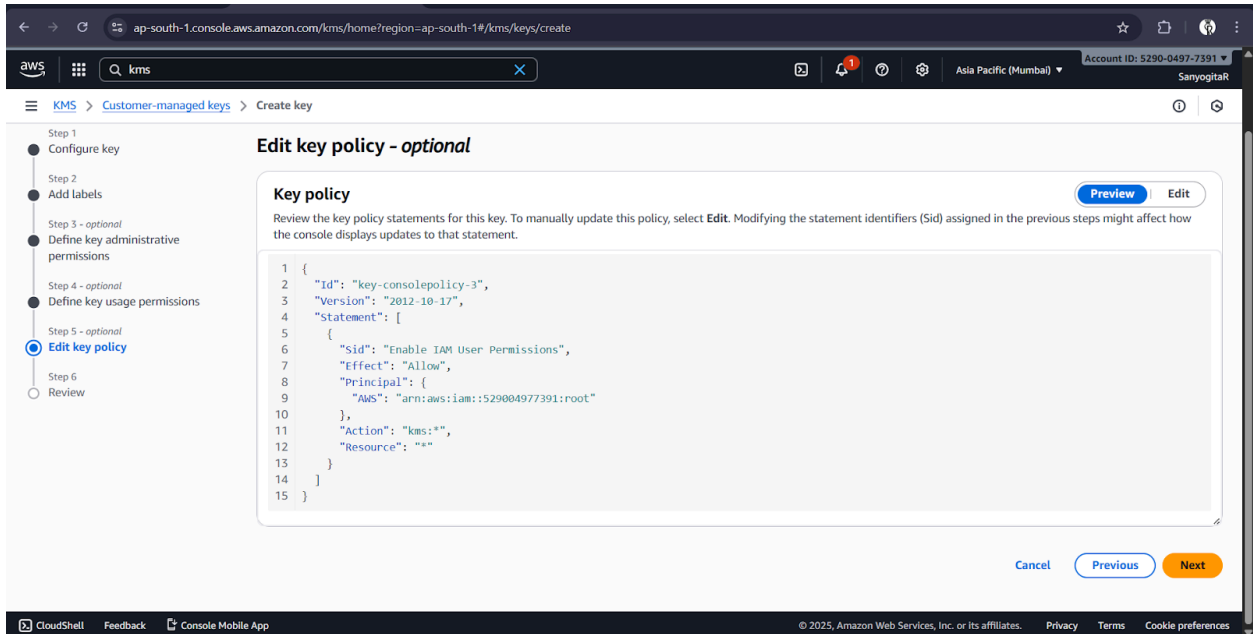 ap-south-1.console.aws.amazon.com/kms/home?region=ap-south-1#/kms/keys/create
aws
kms
1
Asia Pacific (Mumbai)
Account ID: 5290-0497-7391
SanyogitaR
KMS > Customer-managed keys > Create key
Step 1
Configure key
Step 2
Add labels
Step 3 - optional
Define key administrative
permissions
Step 4 - optional
Define key usage permissions
Step 5 - optional
Edit key policy
Step 6
Review
Edit key policy - optional
Key policy
Preview
Edit
Review the key policy statements for this key. To manually update this policy, select Edit. Modifying the statement identifiers (Sid) assigned in the previous steps might affect how
the console displays updates to that statement.
1 {
2 "Id": "key-consolepolicy-3",
3 "Version": "2012-10-17",
4 "Statement": [
5 {
6 "Sid": "Enable IAM User Permissions",
7 "Effect": "Allow",
8 "Principal": {
9 "AWS": "arn:aws:iam::529004977391:root"
10 },
11 "Action": "kms:*",
12 "Resource": "*"
13 }
14 ]
15 }
Cancel
Previous
Next
CloudShell Feedback Console Mobile App
© 2025, Amazon Web Services, Inc. or its affiliates. Privacy Terms Cookie preferences